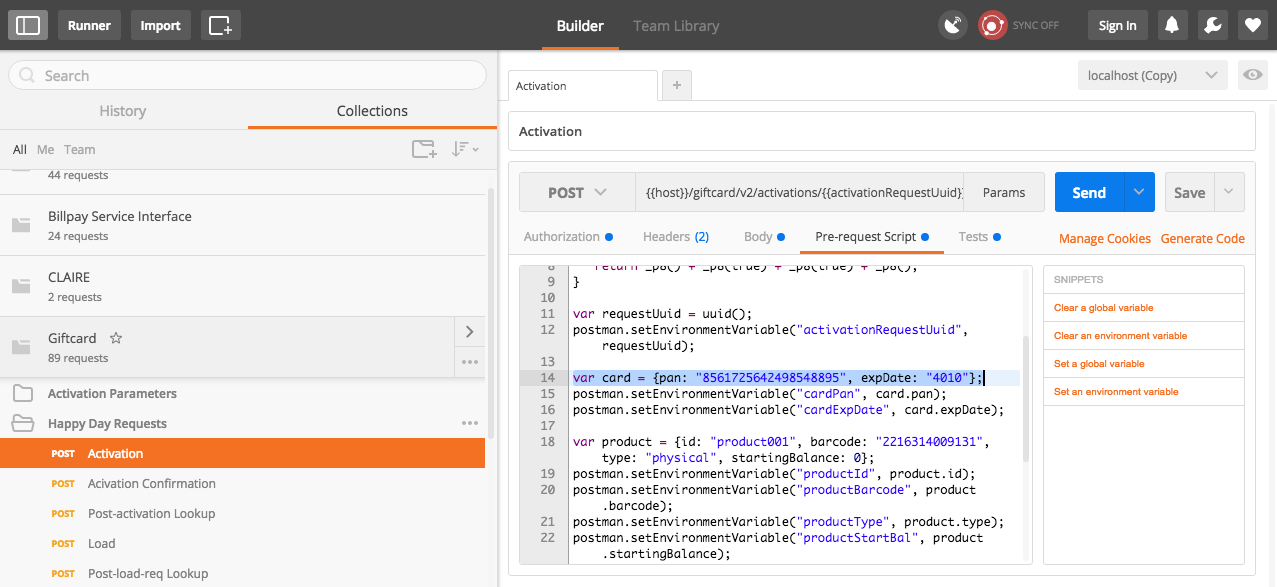 Runner
Import
Builder
Team Library
SYNC OFF
Sign In
Search
History
Collections
All Me Team
44 requests
Billpay Service Interface
24 requests
CLAIRE
2 requests
Giftcard
89 requests
Activation Parameters
Happy Day Requests
POST Activation
POST Acivation Confirmation
POST Post-activation Lookup
POST Load
POST Post-load-req Lookup
Activation
+
localhost (Copy)
Activation
POST
{{host}}/giftcard/v2/activations/{{activationRequestUuid}}
Params
Send
Save
Authorization
Headers (2)
Body
Pre-request Script
Tests
Manage Cookies
Generate Code
8 return _p8() + _p8(true) + _p8(true) + _p8();
9 }
10
11 var requestUuid = uuid();
12 postman.setEnvironmentVariable("activationRequestUuid",
requestUuid);
13
14 var card = {pan: "8561725642498548895", expDate: "4010"};
15 postman.setEnvironmentVariable("cardPan", card.pan);
16 postman.setEnvironmentVariable("cardExpDate", card.expDate);
17
18 var product = {id: "product001", barcode: "2216314009131",
type: "physical", startingBalance: 0};
19 postman.setEnvironmentVariable("productId", product.id);
20 postman.setEnvironmentVariable("productBarcode", product
.barcode);
21 postman.setEnvironmentVariable("productType", product.type);
22 postman.setEnvironmentVariable("productStartBal", product
.startingBalance);
SNIPPETS
Clear a global variable
Clear an environment variable
Set a global variable
Set an environment variable